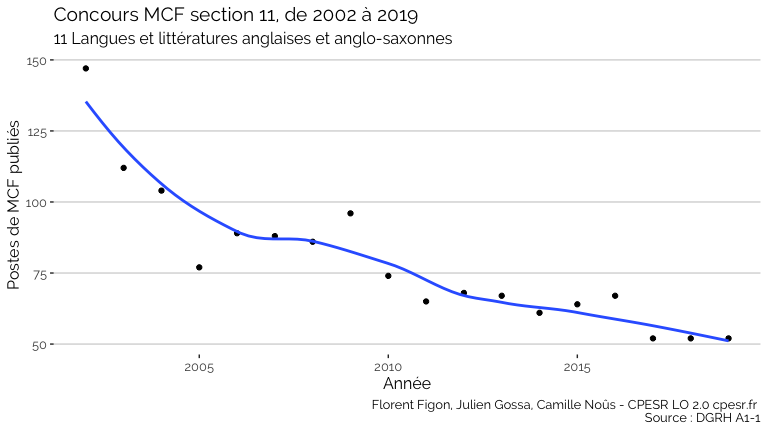 Concours MCF section 11, de 2002 à 2019
11 Langues et littératures anglaises et anglo-saxonnes
150
125
100
75
50
Postes de MCF publiés
2005 2010 2015
Année
Florent Figon, Julien Gossa, Camille Noûs - CPESR LO 2.0 cpesr.fr
Source : DGRH A1-1